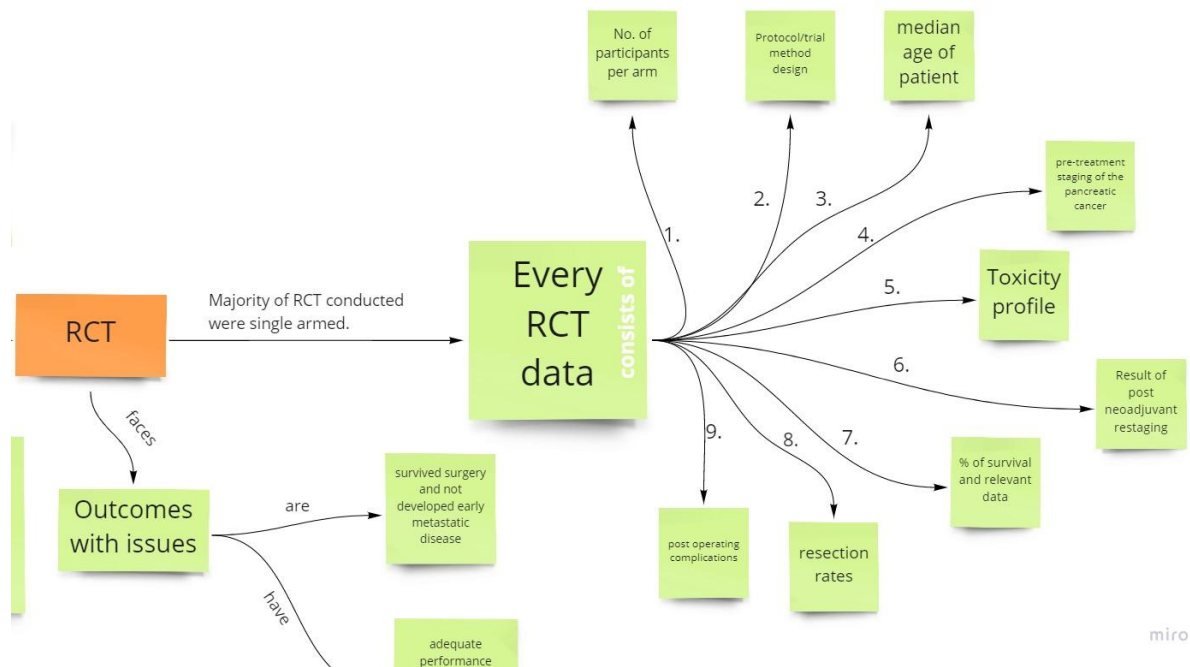 No. of
participants
per arm
Protocol/trial
method
design
median
age of
patient
pre-treatment
staging of the
pancreatic
cancer
1.
2.
3.
4.
5.
6.
7.
8.
9.
Toxicity
profile
Every
RCT
data
consists of
Majority of RCT conducted
were single armed.
RCT
Result of
post
neoadjuvant
restaging
faces
% of survival
and relevant
data
survived surgery
and not
developed early
metastatic
disease
are
Outcomes
with issues
post operating
complications
resection
rates
have
adequate
performance
miro